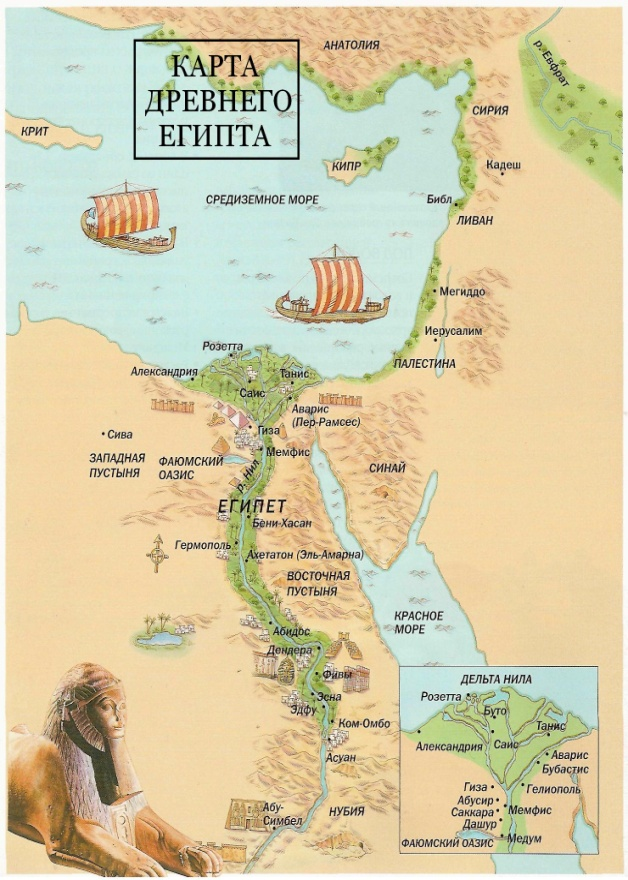 КАРТА
ДРЕВНЕГО
ЕГИПТА
АНАТОЛИЯ
р. Евфрат
КРИТ
СИРИЯ
КИПР
Кадеш
СРЕДИЗЕМНОЕ МОРЕ
Библ
ЛИВАН
Мегиддо
Иерусалим
ПАЛЕСТИНА
Розетта
Александрия
Танис
Саис
Аварис
(Пер-Рамсес)
Гиза
Сива
Мемфис
ЗАПАДНАЯ
ПУСТЫНЯ
ФАЮМСКИЙ
ОАЗИС
р. Нил
СИНАЙ
ЕГИПЕТ
Бени-Хасан
Гермополь
Ахетатон (Эль-Амарна)
ВОСТОЧНАЯ
ПУСТЫНЯ
КРАСНОЕ
МОРЕ
Абидос
Дендера
Фивы
Эсна
Эдфу
Ком-Омбо
Асуан
Абу-
Симбел
НУБИЯ
ДЕЛЬТА НИЛА
Розетта
Буто
Танис
Александрия
Саис
Аварис
Бубастис
Гиза
Гелиополь
Абусир
Саккара
Мемфис
Дашур
ФАЮМСКИЙ ОАЗИС
Медум